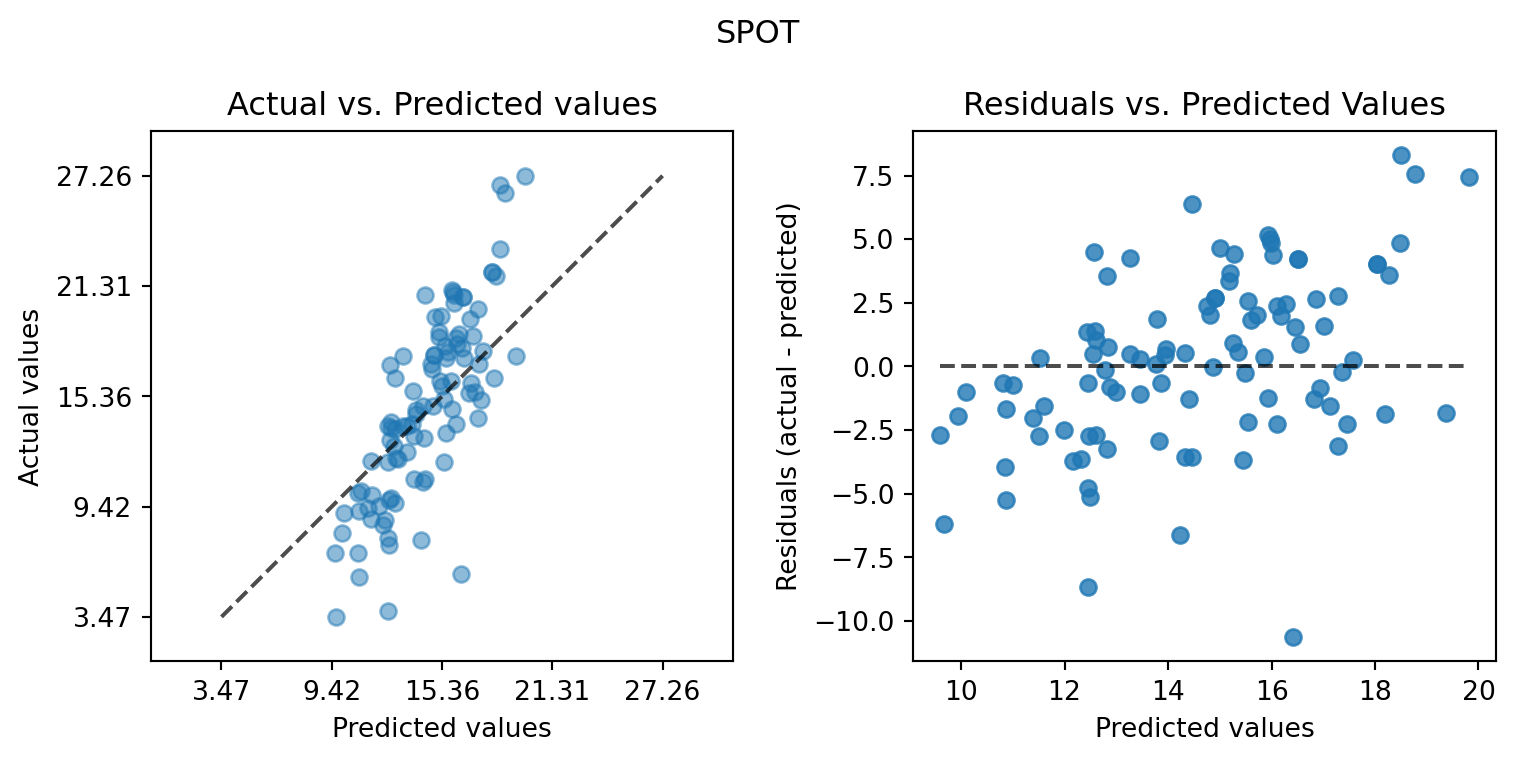 SPOT
Actual vs. Predicted values
Actual values
27.26
21.31
15.36
9.42
3.47
3.47 9.42 15.36 21.31 27.26
Predicted values
Residuals vs. Predicted Values
Residuals (actual - predicted)
7.5
5.0
2.5
0.0
−2.5
−5.0
−7.5
−10.0
10 12 14 16 18 20
Predicted values